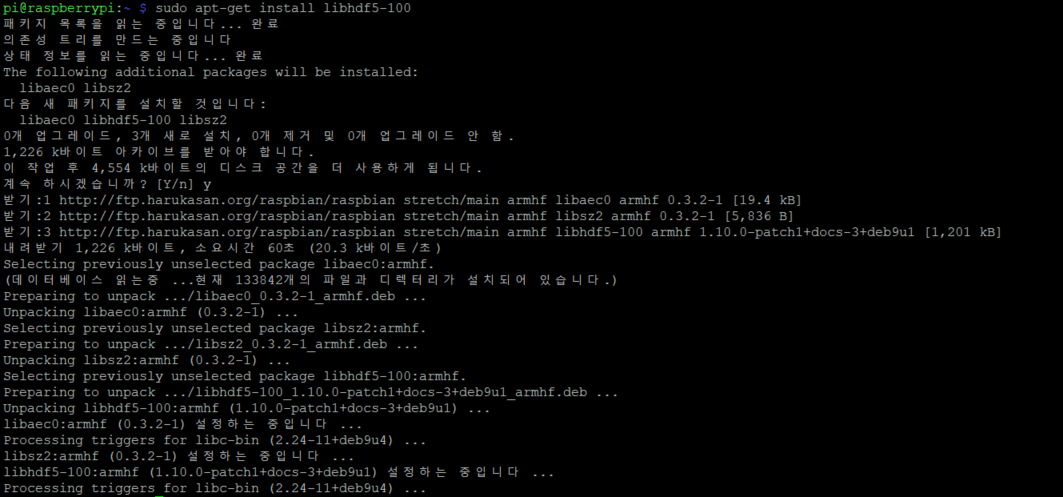 pi@raspberrypi:~ $ sudo apt-get install libhdf5-100
패키지 목록을 읽는 중입니다... 완료
의존성 트리를 만드는 중입니다
상태 정보를 읽는 중입니다... 완료
The following additional packages will be installed:
  libaec0 libsz2
다음 새 패키지를 설치할 것입니다:
  libaec0 libhdf5-100 libsz2
0개 업그레이드, 3개 새로 설치, 0개 제거 및 0개 업그레이드 안 함.
1,226 k바이트 아카이브를 받아야 합니다.
이 작업 후 4,554 k바이트의 디스크 공간을 더 사용하게 됩니다.
계속 하시겠습니까? [Y/n] y
받기:1 http://ftp.harukasan.org/raspbian/raspbian stretch/main armhf libaec0 armhf 0.3.2-1 [19.4 kB]
받기:2 http://ftp.harukasan.org/raspbian/raspbian stretch/main armhf libsz2 armhf 0.3.2-1 [5,836 B]
받기:3 http://ftp.harukasan.org/raspbian/raspbian stretch/main armhf libhdf5-100 armhf 1.10.0-patch1+docs-3+deb9u1 [1,201 kB]
내려받기 1,226 k바이트, 소요시간 60초 (20.3 k바이트/초)
Selecting previously unselected package libaec0:armhf.
(데이터베이스 읽는중 ...현재 133842개의 파일과 디렉터리가 설치되어 있습니다.)
Preparing to unpack .../libaec0_0.3.2-1_armhf.deb ...
Unpacking libaec0:armhf (0.3.2-1) ...
Selecting previously unselected package libsz2:armhf.
Preparing to unpack .../libsz2_0.3.2-1_armhf.deb ...
Unpacking libsz2:armhf (0.3.2-1) ...
Selecting previously unselected package libhdf5-100:armhf.
Preparing to unpack .../libhdf5-100_1.10.0-patch1+docs-3+deb9u1_armhf.deb ...
Unpacking libhdf5-100:armhf (1.10.0-patch1+docs-3+deb9u1) ...
libaec0:armhf (0.3.2-1) 설정하는 중입니다 ...
Processing triggers for libc-bin (2.24-11+deb9u4) ...
libsz2:armhf (0.3.2-1) 설정하는 중입니다 ...
libhdf5-100:armhf (1.10.0-patch1+docs-3+deb9u1) 설정하는 중입니다 ...
Processing triggers for libc-bin (2.24-11+deb9u4) ...